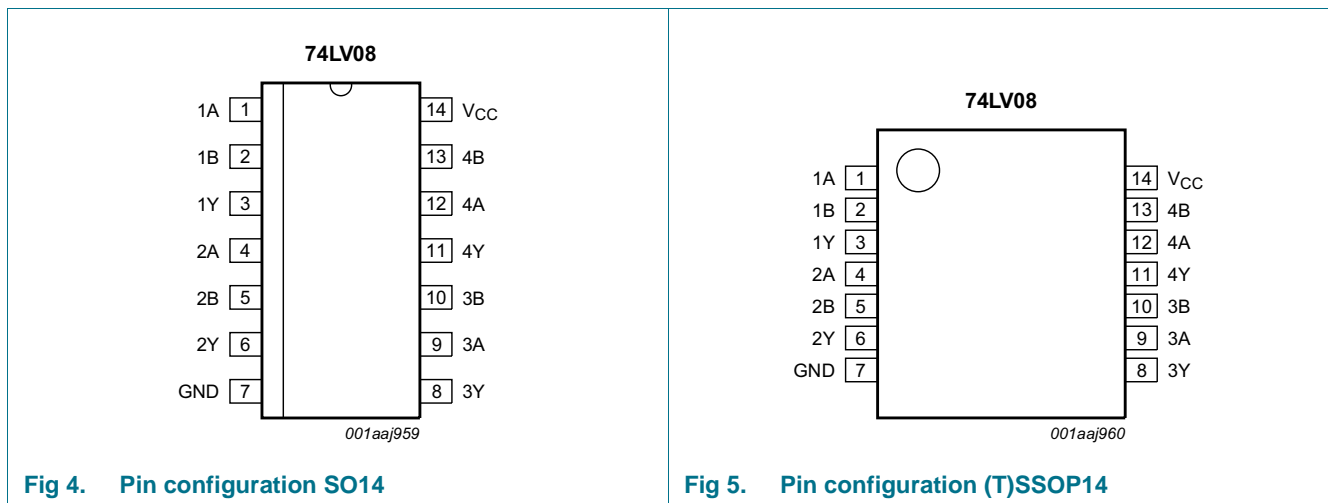 74LV08
1A 1 14 VCC
1B 2 13 4B
1Y 3 12 4A
2A 4 11 4Y
2B 5 10 3B
2Y 6 9 3A
GND 7 8 3Y
001aaj959
Fig 4. Pin configuration SO14
74LV08
1A 1 14 VCC
1B 2 13 4B
1Y 3 12 4A
2A 4 11 4Y
2B 5 10 3B
2Y 6 9 3A
GND 7 8 3Y
001aaj960
Fig 5. Pin configuration (T)SSOP14